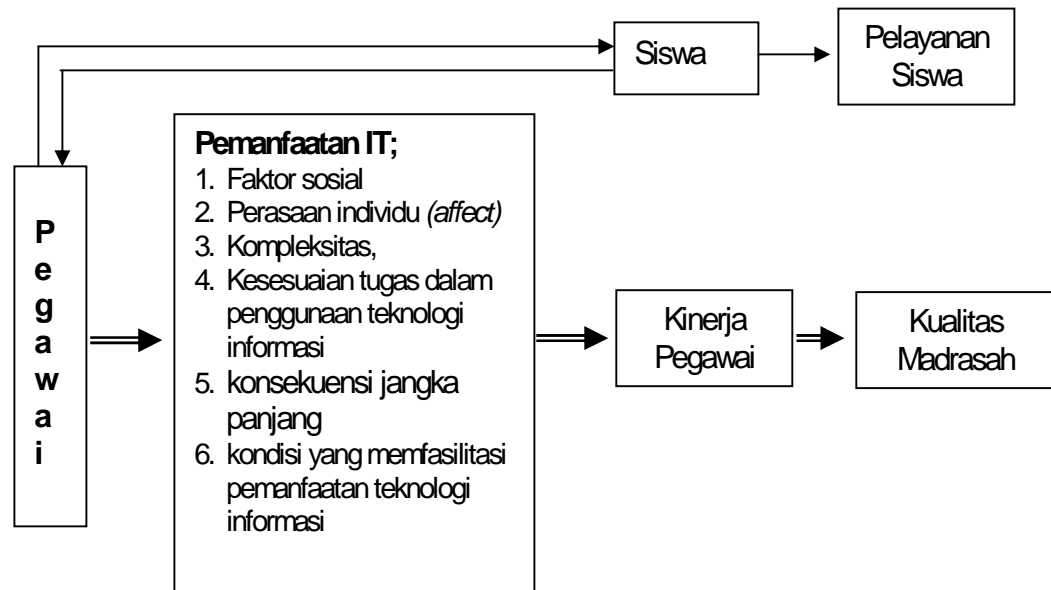 Siswa
Pelayanan
Siswa
Pegawai
Pemanfaatan IT;
1. Faktor sosial
2. Perasaan individu (affect)
3. Kompleksitas,
4. Kesesuaian tugas dalam
penggunaan teknologi
informasi
5. konsekuensi jangka
panjang
6. kondisi yang memfasilitasi
pemanfaatan teknologi
informasi
Kinerja
Pegawai
Kualitas
Madrasah